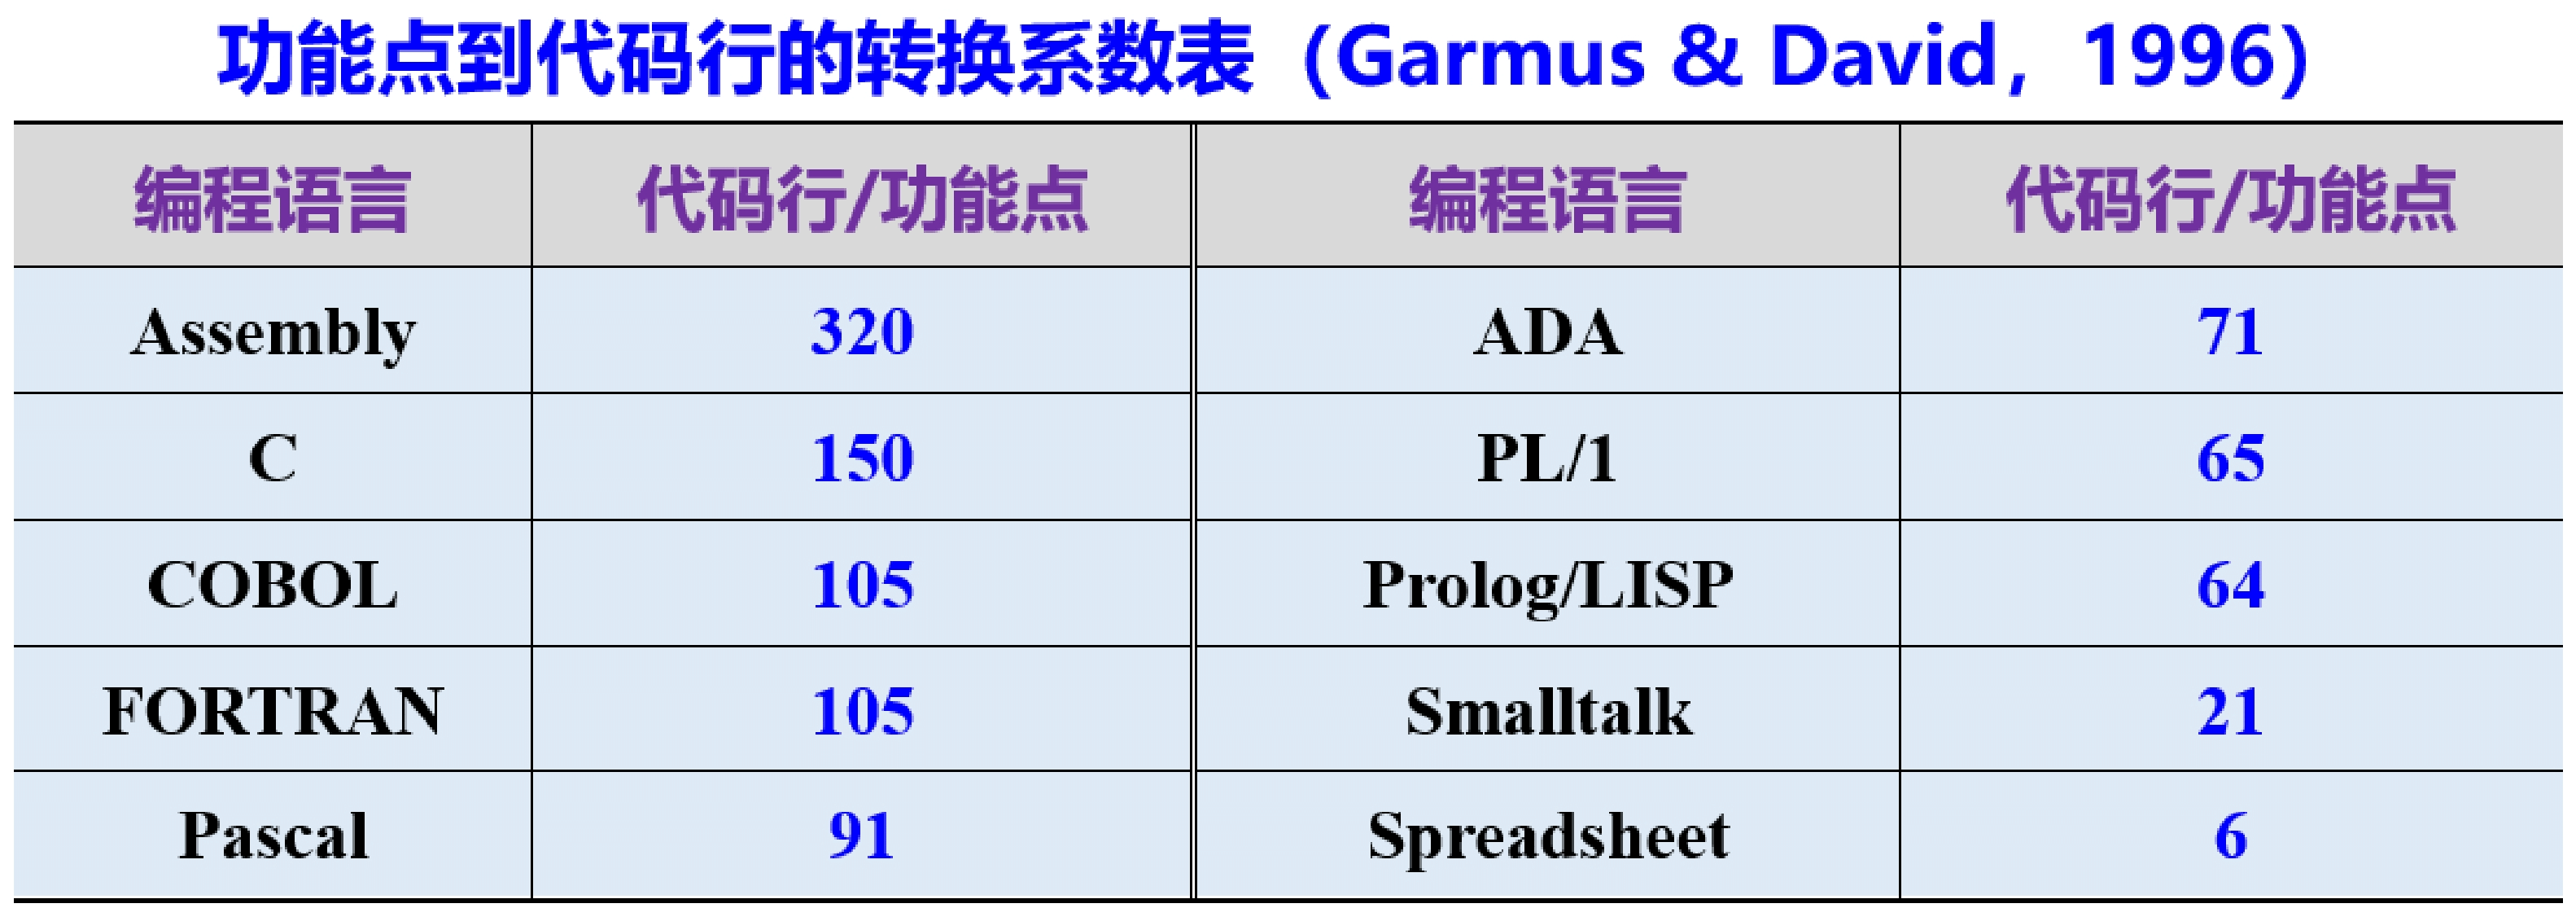 功能点到代码行的转换系数表（Garmus & David，1996）
编程语言 代码行/功能点 编程语言 代码行/功能点
Assembly 320 ADA 71
C 150 PL/1 65
COBOL 105 Prolog/LISP 64
FORTRAN 105 Smalltalk 21
Pascal 91 Spreadsheet 6